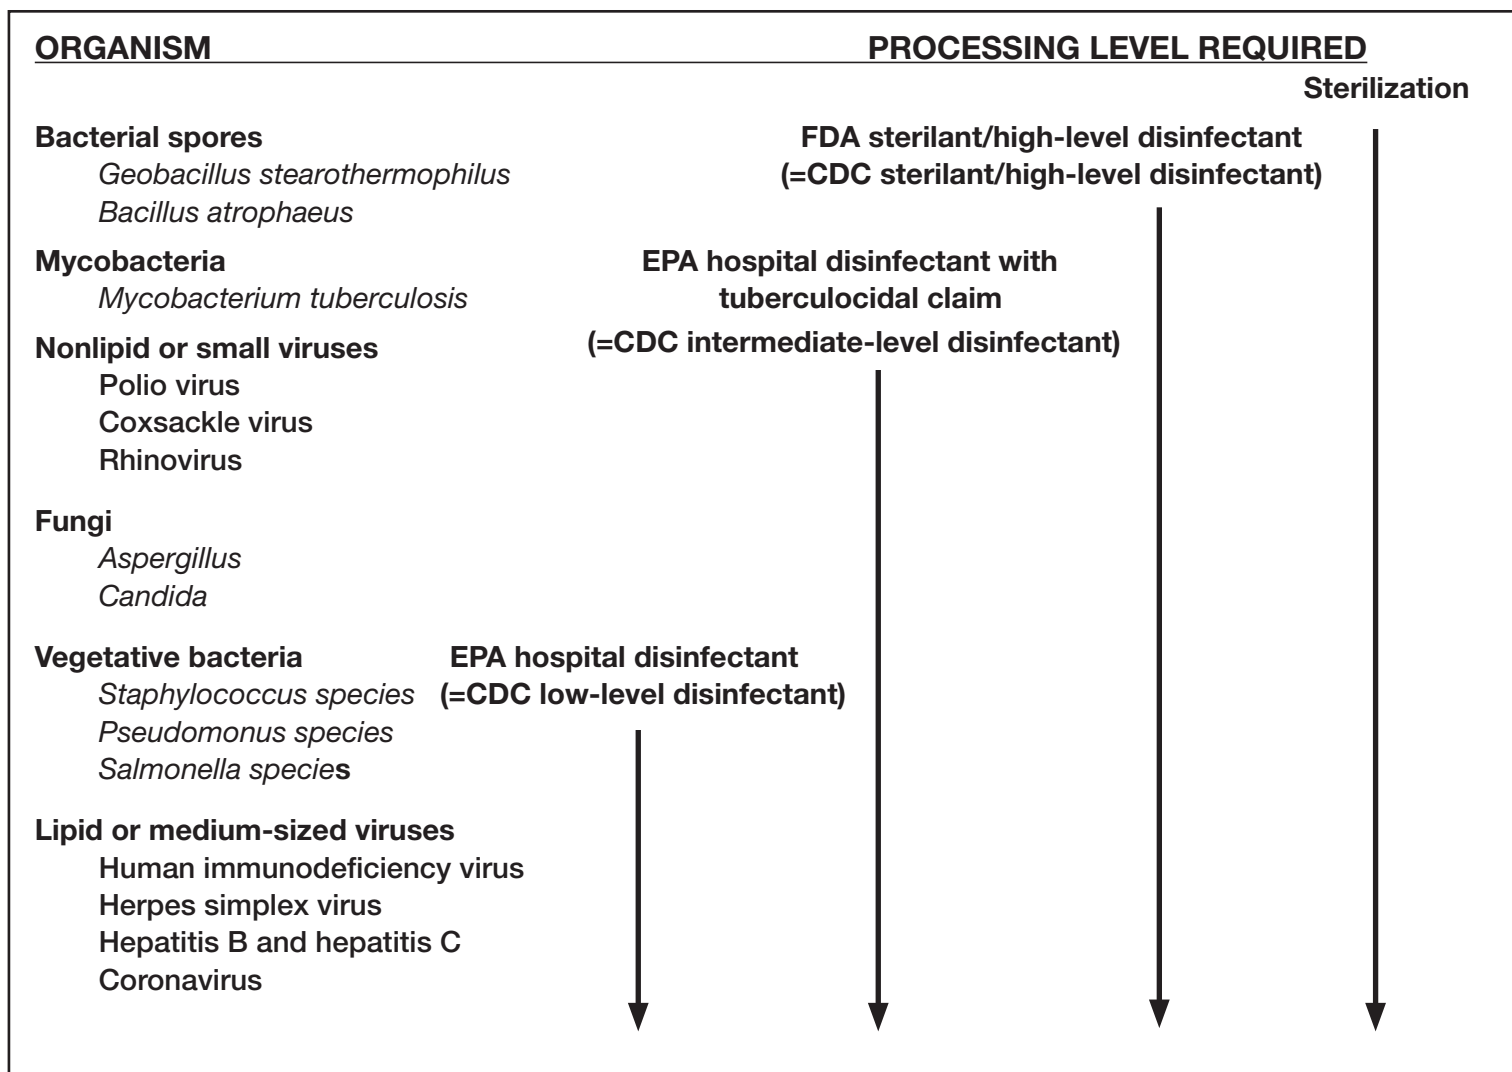 ORGANISM PROCESSING LEVEL REQUIRED
Sterilization
Bacterial spores FDA sterilant/high-level disinfectant
Geobacillus stearothermophilus (=CDC sterilant/high-level disinfectant)
Bacillus atrophaeus
Mycobacteria EPA hospital disinfectant with
Mycobacterium tuberculosis tuberculocidal claim
Nonlipid or small viruses (=CDC intermediate-level disinfectant)
Polio virus
Coxsackle virus
Rhinovirus
Fungi
Aspergillus
Candida
Vegetative bacteria EPA hospital disinfectant
Staphylococcus species (=CDC low-level disinfectant)
Pseudomonus species
Salmonella species
Lipid or medium-sized viruses
Human immunodeficiency virus
Herpes simplex virus
Hepatitis B and hepatitis C
Coronavirus